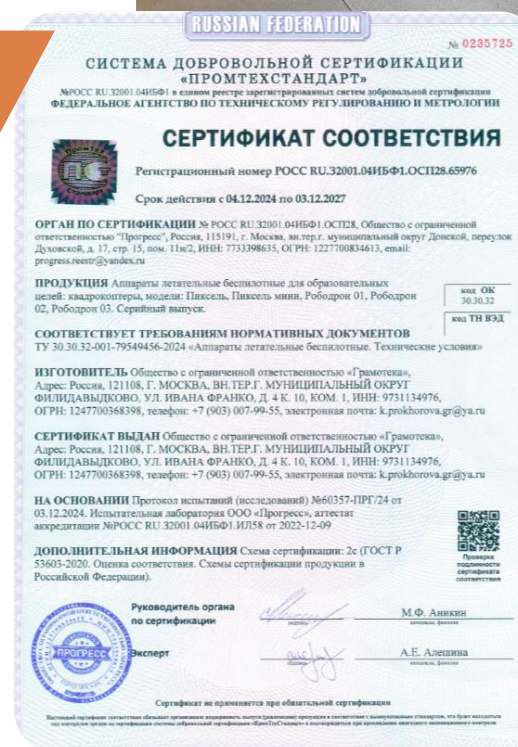 RUSSIAN FEDERATION
№ 0235725
СИСТЕМА ДОБРОВОЛЬНОЙ СЕРТИФИКАЦИИ
«ПРОМТЕХСТАНДАРТ»
№РОСС RU.32001.04ИБФ1 в едином реестре зарегистрированных систем добровольной сертификации
ФЕДЕРАЛЬНОЕ АГЕНТСТВО ПО ТЕХНИЧЕСКОМУ РЕГУЛИРОВАНИЮ И МЕТРОЛОГИИ
СЕРТИФИКАТ СООТВЕТСТВИЯ
Регистрационный номер РОСС RU.32001.04ИБФ1.ОСП28.65976
Срок действия с 04.12.2024 по 03.12.2027
ОРГАН ПО СЕРТИФИКАЦИИ № РОСС RU.32001.04ИБФ1.ОСП28, Общество с ограниченной
ответственностью "Прогресс", Россия, 115191, г. Москва, вн.тер.г. муниципальный округ Донской, переулок
Духовской, д. 17, стр. 15, пом. 11н/2, ИНН: 7733398635, ОГРН: 1227700834613, email:
progress.reestr@yandex.ru
ПРОДУКЦИЯ Аппараты летательные беспилотные для образовательных
целей: квадрокоптеры, модели: Пиксель, Пиксель мини, Рободрон 01, Рободрон
02, Рободрон 03. Серийный выпуск.
код ОК
30.30.32
код ТН ВЭД
СООТВЕТСТВУЕТ ТРЕБОВАНИЯМ НОРМАТИВНЫХ ДОКУМЕНТОВ
ТУ 30.30.32-001-79549456-2024 «Аппараты летательные беспилотные. Технические условия»
ИЗГОТОВИТЕЛЬ Общество с ограниченной ответственностью «Грамотека»,
Адрес: Россия, 121108, Г. МОСКВА, ВН.ТЕР.Г. МУНИЦИПАЛЬНЫЙ ОКРУГ
ФИЛИДАВЫДКОВО, УЛ. ИВАНА ФРАНКО, Д. 4 К. 10, КОМ. 1, ИНН: 9731134976,
ОГРН: 1247700368398, телефон: +7 (903) 007-99-55, электронная почта: k.prokhorova.gr@ya.ru
СЕРТИФИКАТ ВЫДАН Общество с ограниченной ответственностью «Грамотека»,
Адрес: Россия, 121108, Г. МОСКВА, ВН.ТЕР.Г. МУНИЦИПАЛЬНЫЙ ОКРУГ
ФИЛИДАВЫДКОВО, УЛ. ИВАНА ФРАНКО, Д. 4 К. 10, КОМ. 1, ИНН: 9731134976,
ОГРН: 1247700368398, телефон: +7 (903) 007-99-55, электронная почта: k.prokhorova.gr@ya.ru
НА ОСНОВАНИИ Протокол испытаний (исследований) №60357-ПРГ/24 от
03.12.2024. Испытательная лаборатория ООО «Прогресс», аттестат
аккредитации №РОСС RU.32001.04ИБФ1.ИЛ58 от 2022-12-09
ДОПОЛНИТЕЛЬНАЯ ИНФОРМАЦИЯ Схема сертификации: 2с (ГОСТ Р
53603-2020. Оценка соответствия. Схемы сертификации продукции в
Российской Федерации).
Проверка
подлинности
сертификата
соответствия
Руководитель органа
по сертификации
подпись
М.Ф. Аникин
инициалы, фамилия
Эксперт
подпись
А.Е. Алешина
инициалы, фамилия
ПРОГРЕСС
Сертификат не применяется при обязательной сертификации